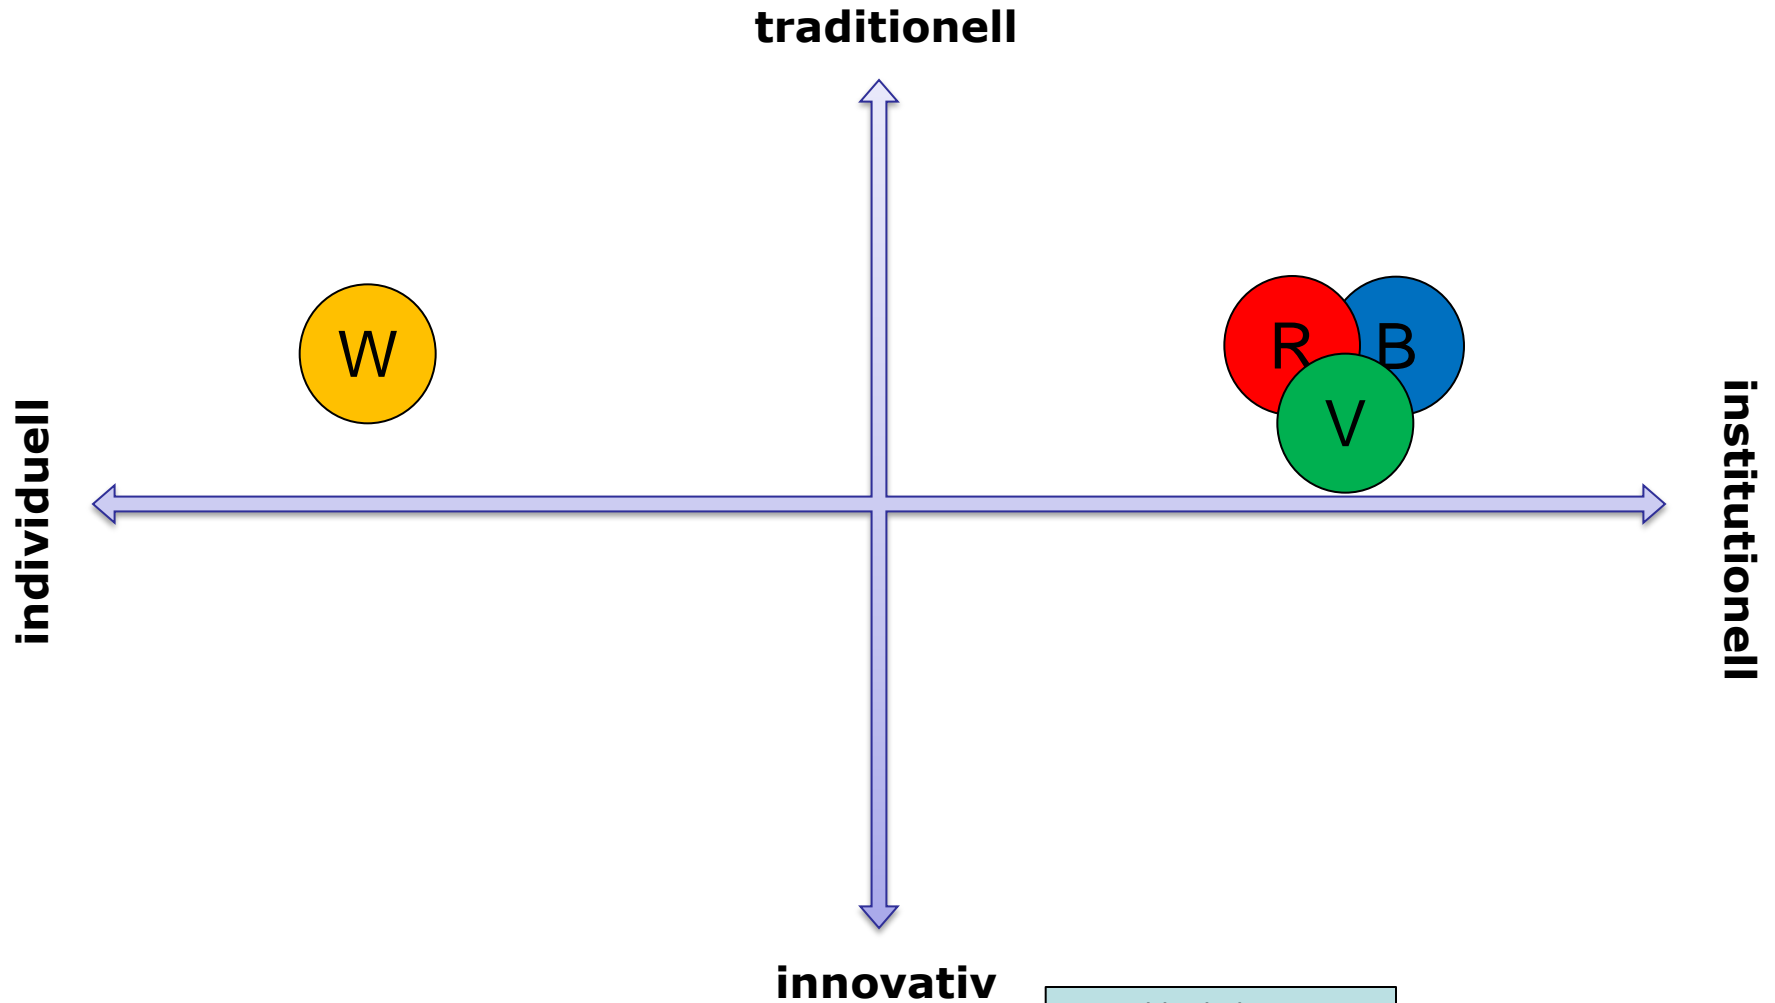 traditionell
W
R
B
V
individuell
institutionell
innovativ